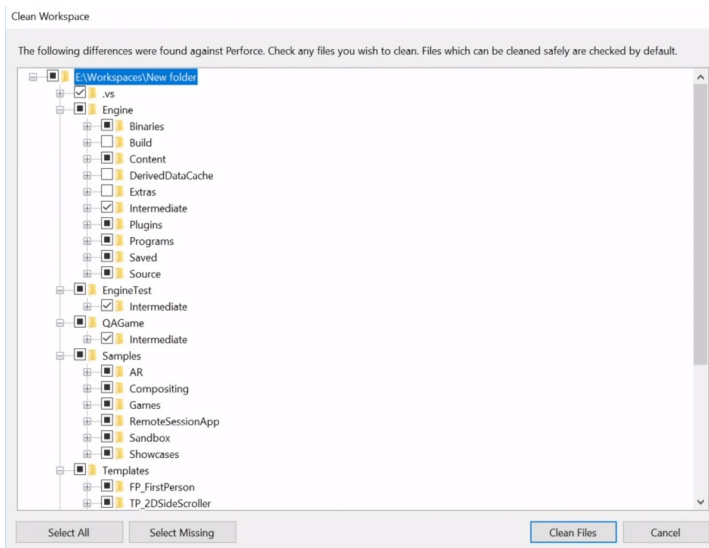 Clean Workspace
The following differences were found against Perforce. Check any files you wish to clean. Files which can be cleaned safely are checked by default.
E:\Workspaces\New folder
.vs
Engine
Binaries
Build
Content
DerivedDataCache
Extras
Intermediate
Plugins
Programs
Saved
Source
EngineTest
Intermediate
QAGame
Intermediate
Samples
AR
Compositing
Games
RemoteSessionApp
Sandbox
Showcases
Templates
FP_FirstPerson
TP_2DSideScroller
Select All Select Missing Clean Files Cancel